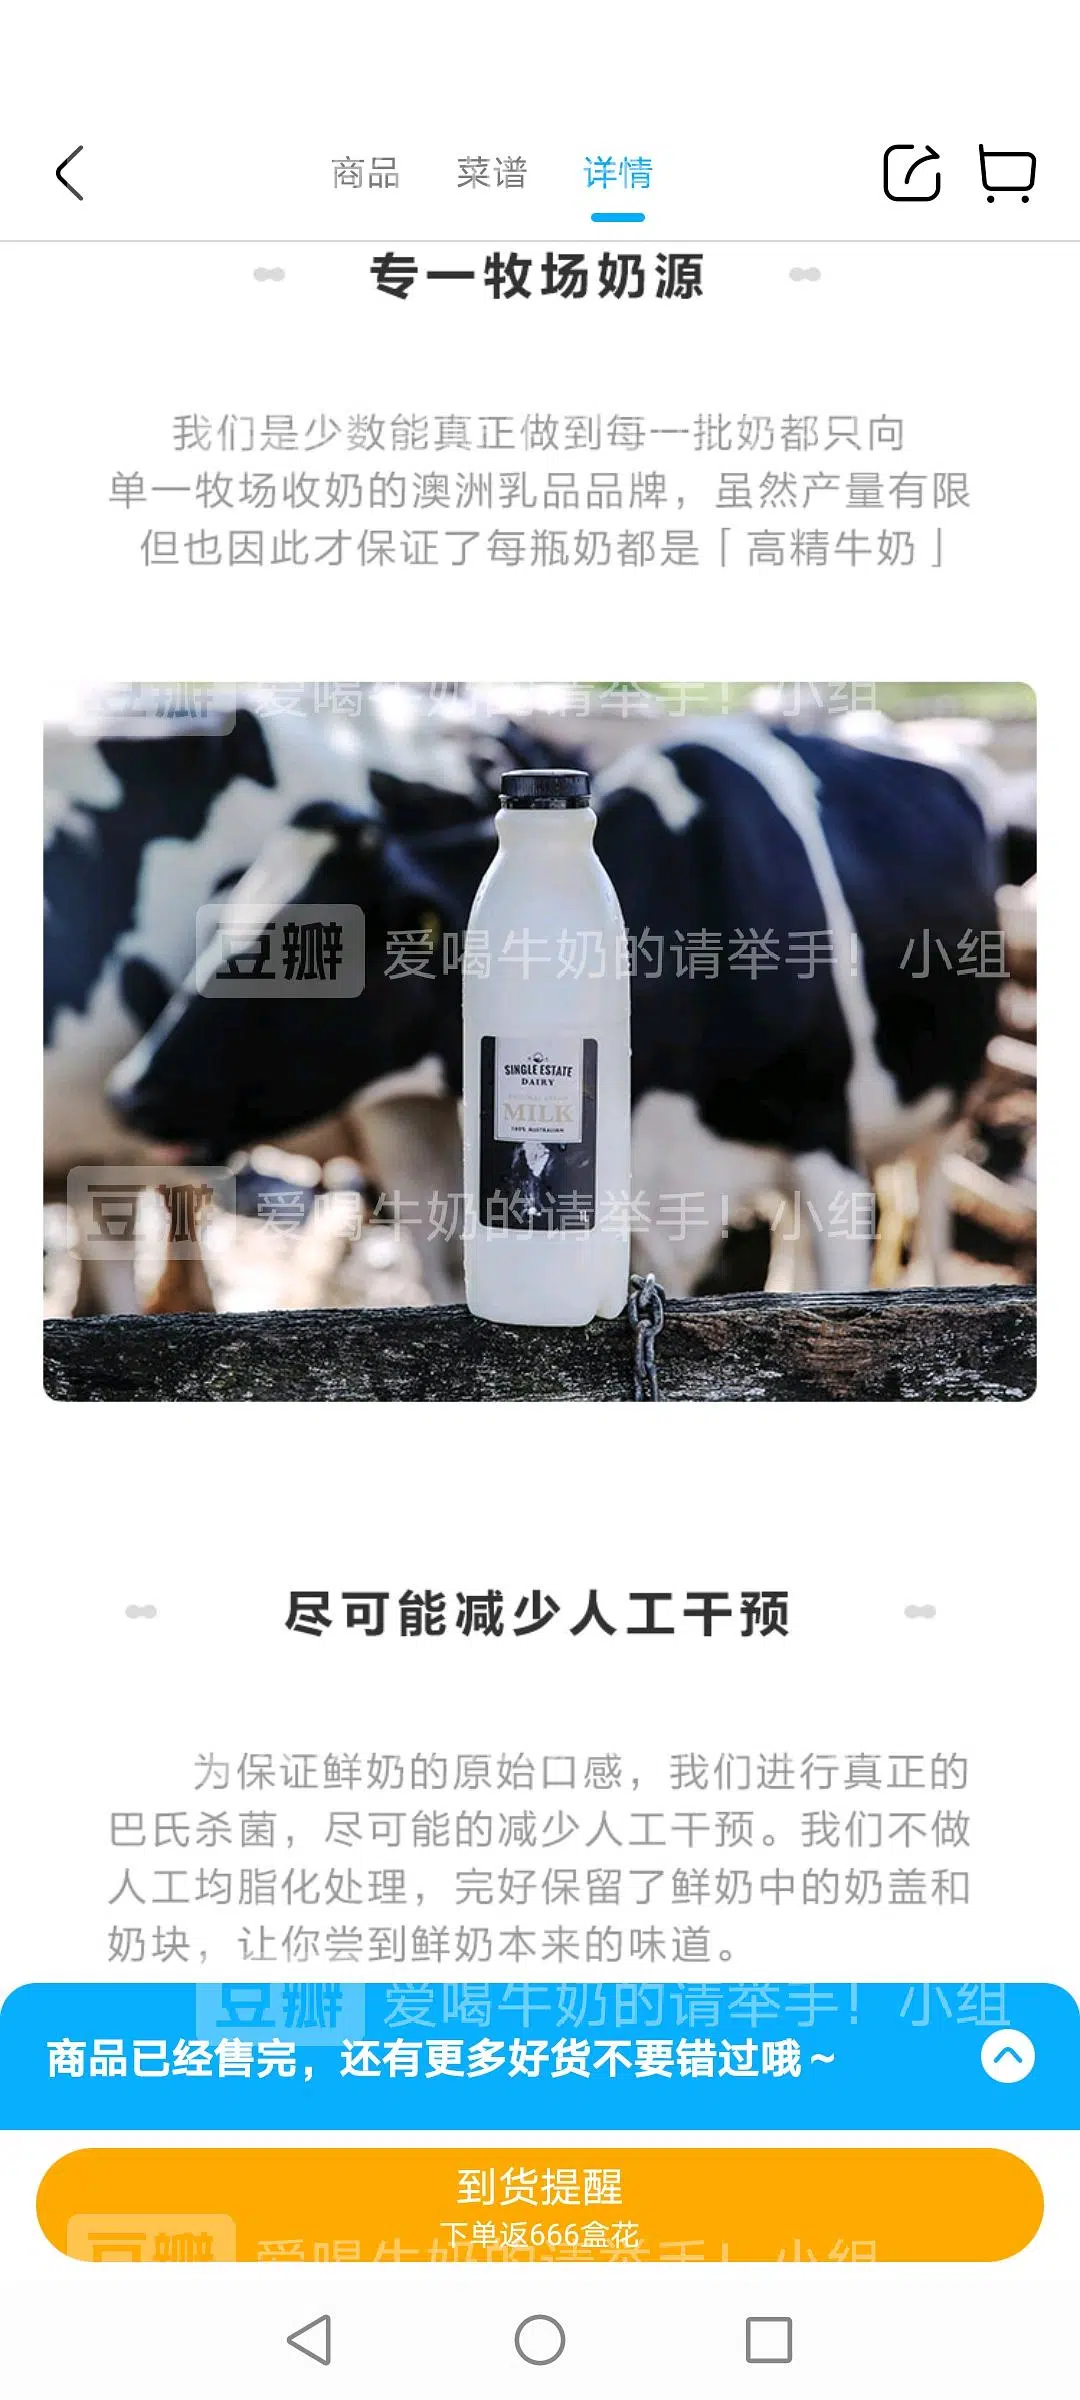 商品 菜谱 详情
专一牧场奶源
我们是少数能真正做到每一批奶都只向
单一牧场收奶的澳洲乳品品牌，虽然产量有限
但也因此才保证了每瓶奶都是「高精牛奶」
豆瓣 爱喝牛奶的请举手！小组
豆瓣 爱喝牛奶的请举手！小组
SINGLE ESTATE
DAIRY
MILK
100% AUSTRALIAN
1L
豆瓣 爱喝牛奶的请举手！小组
尽可能减少人工干预
为保证鲜奶的原始口感，我们进行真正的
巴氏杀菌，尽可能的减少人工干预。我们不做
人工均脂化处理，完好保留了鲜奶中的奶盖和
奶块，让你尝到鲜奶本来的味道。
豆瓣 爱喝牛奶的请举手！小组
商品已经售完，还有更多好货不要错过哦～
到货提醒
下单返666盒花
豆瓣 爱喝牛奶的请举手！小组